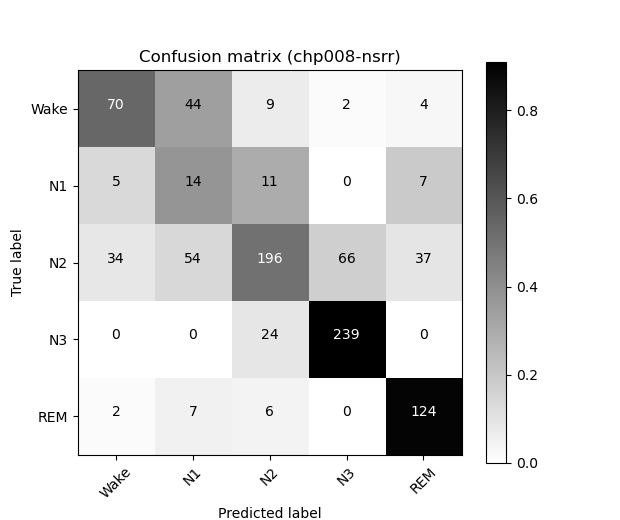 Confusion matrix (chp008-nsrr)
True label
Wake 70 44 9 2 4
N1 5 14 11 0 7
N2 34 54 196 66 37
N3 0 0 24 239 0
REM 2 7 6 0 124
Wake N1 N2 N3 REM
Predicted label
0.8
0.6
0.4
0.2
0.0